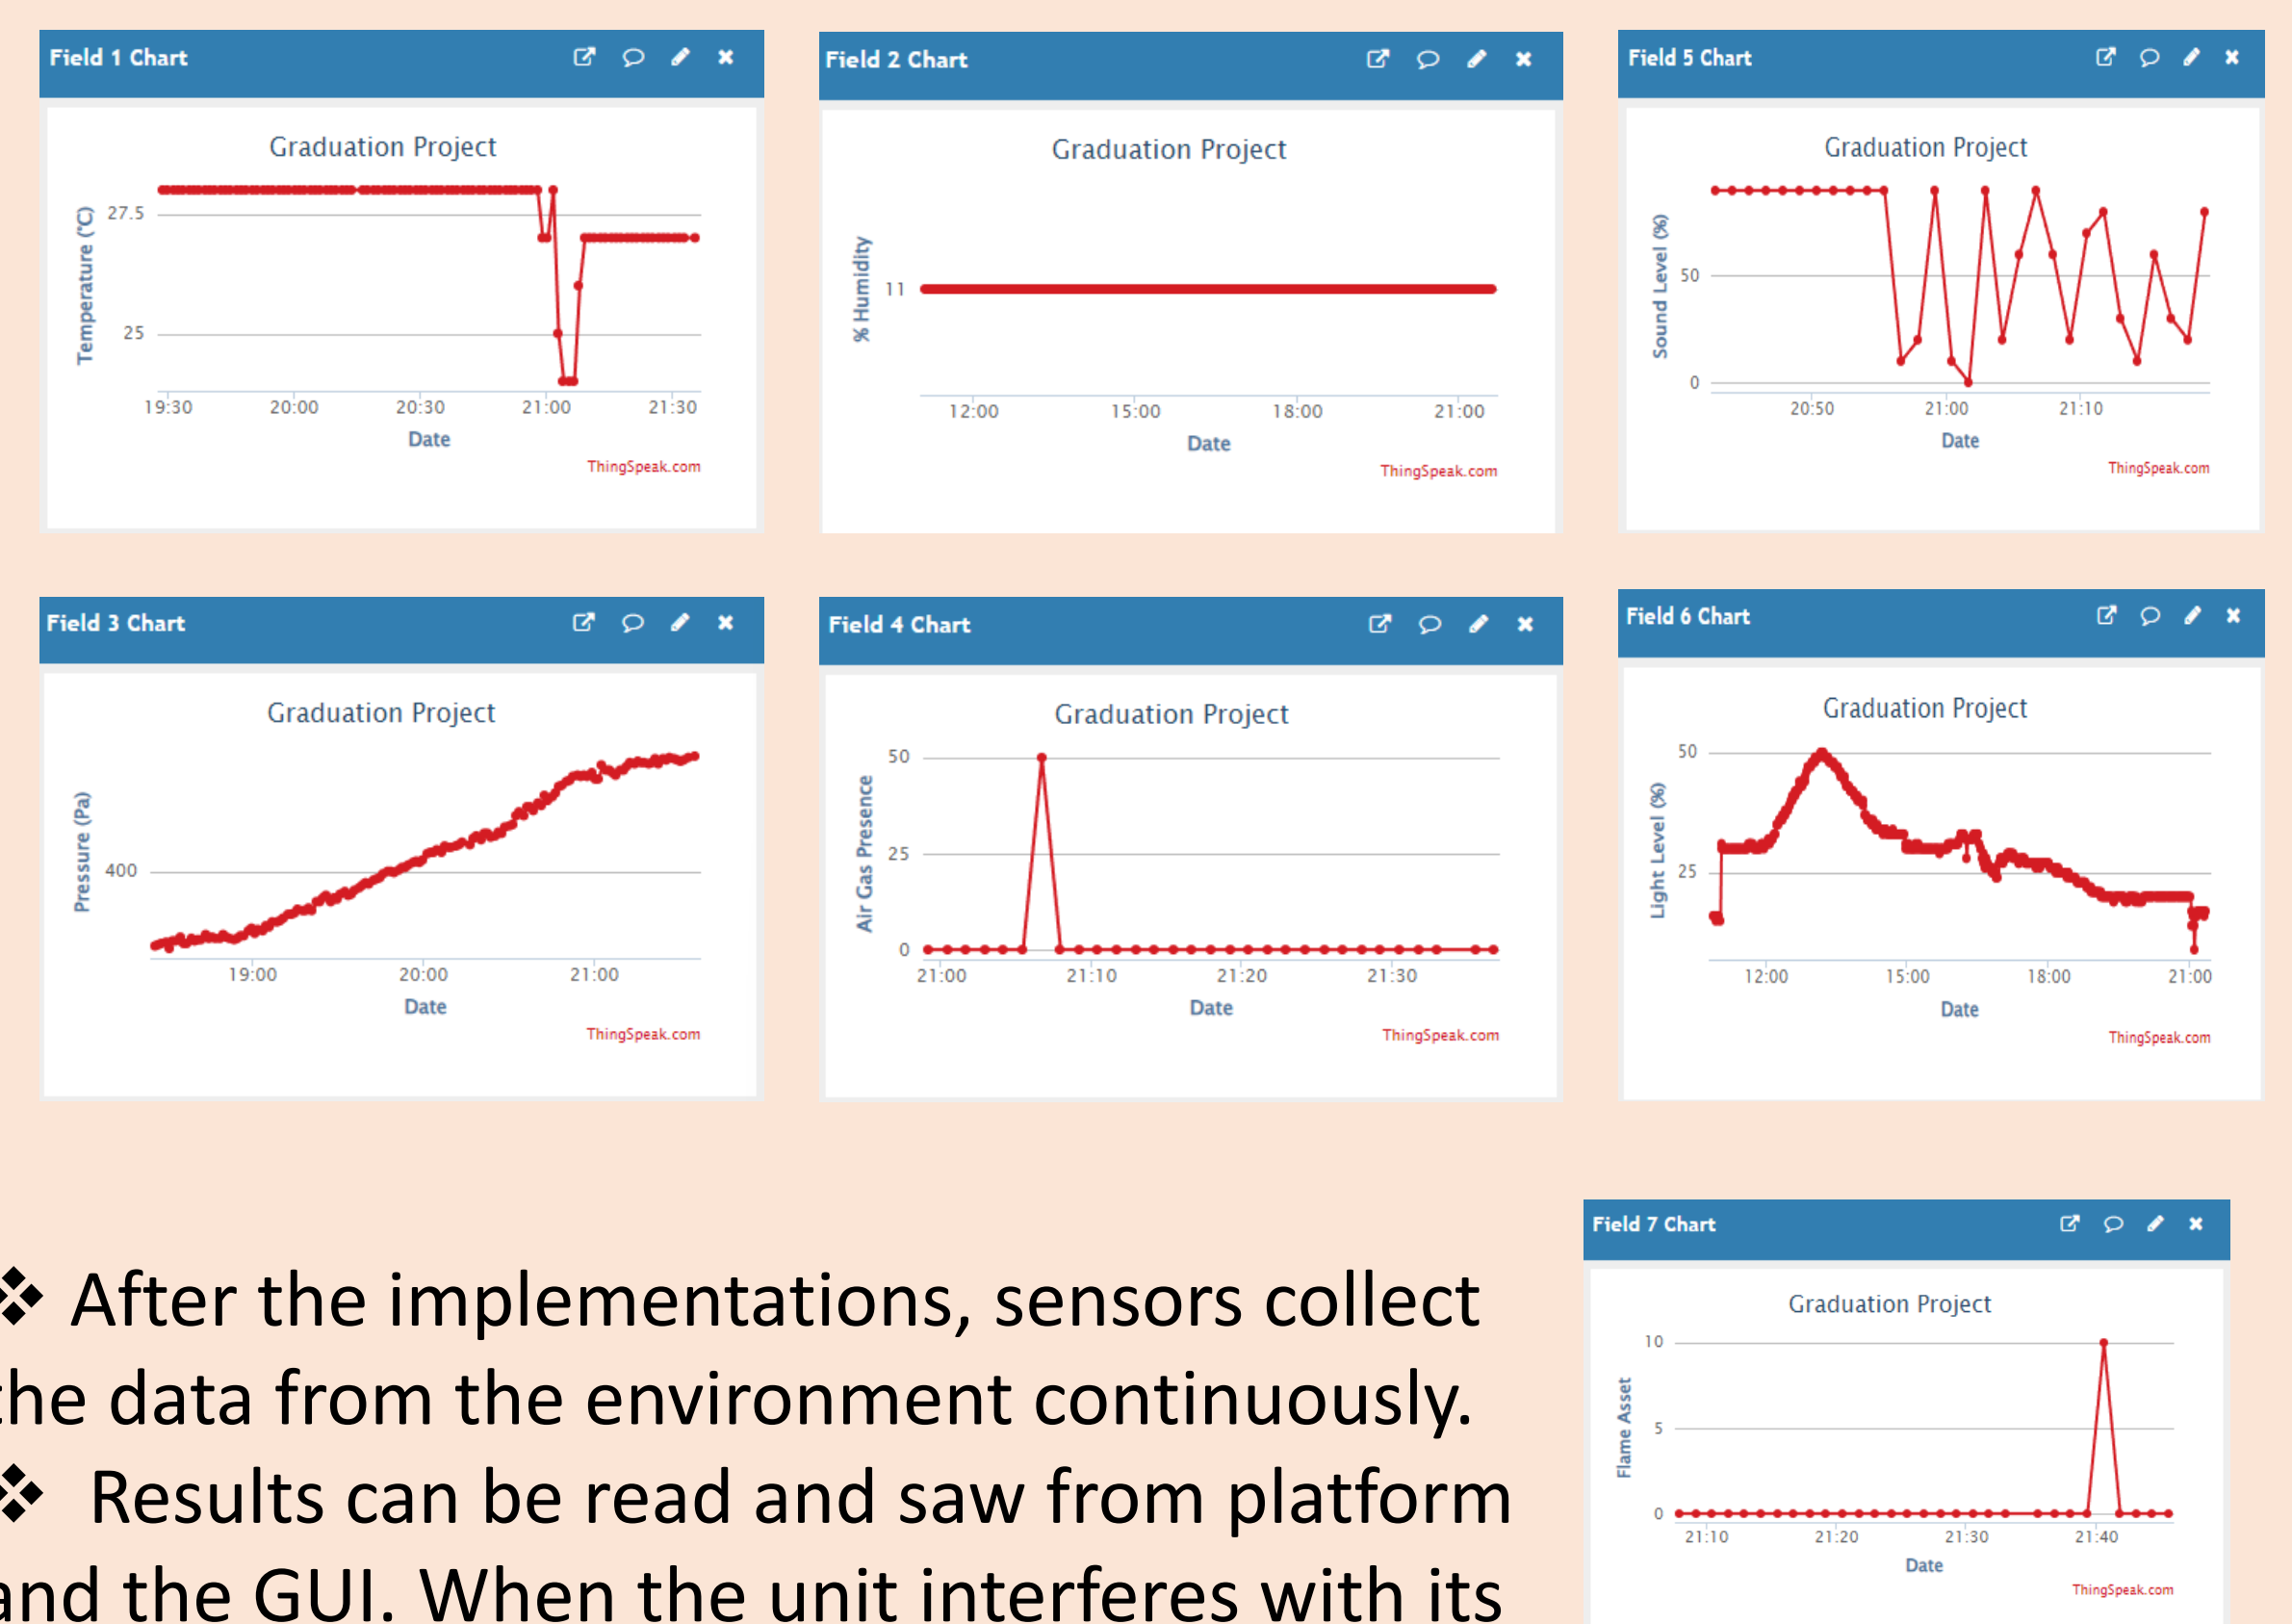 Field 1 Chart
Graduation Project
Temperature (°C)
27.5
25
19:30 20:00 20:30 21:00 21:30
Date
ThingSpeak.com
Field 2 Chart
Graduation Project
% Humidity
11
12:00 15:00 18:00 21:00
Date
ThingSpeak.com
Field 5 Chart
Graduation Project
Sound Level (%)
50
0
20:50 21:00 21:10
Date
ThingSpeak.com
Field 3 Chart
Graduation Project
Pressure (Pa)
400
19:00 20:00 21:00
Date
ThingSpeak.com
Field 4 Chart
Graduation Project
Air Gas Presence
50
25
0
21:00 21:10 21:20 21:30
Date
ThingSpeak.com
Field 6 Chart
Graduation Project
Light Level (%)
50
25
12:00 15:00 18:00 21:00
Date
ThingSpeak.com
❖ After the implementations, sensors collect
the data from the environment continuously.
❖ Results can be read and saw from platform
and the GUI. When the unit interferes with its
Field 7 Chart
Graduation Project
Flame Asset
10
5
0
21:10 21:20 21:30 21:40
Date
ThingSpeak.com